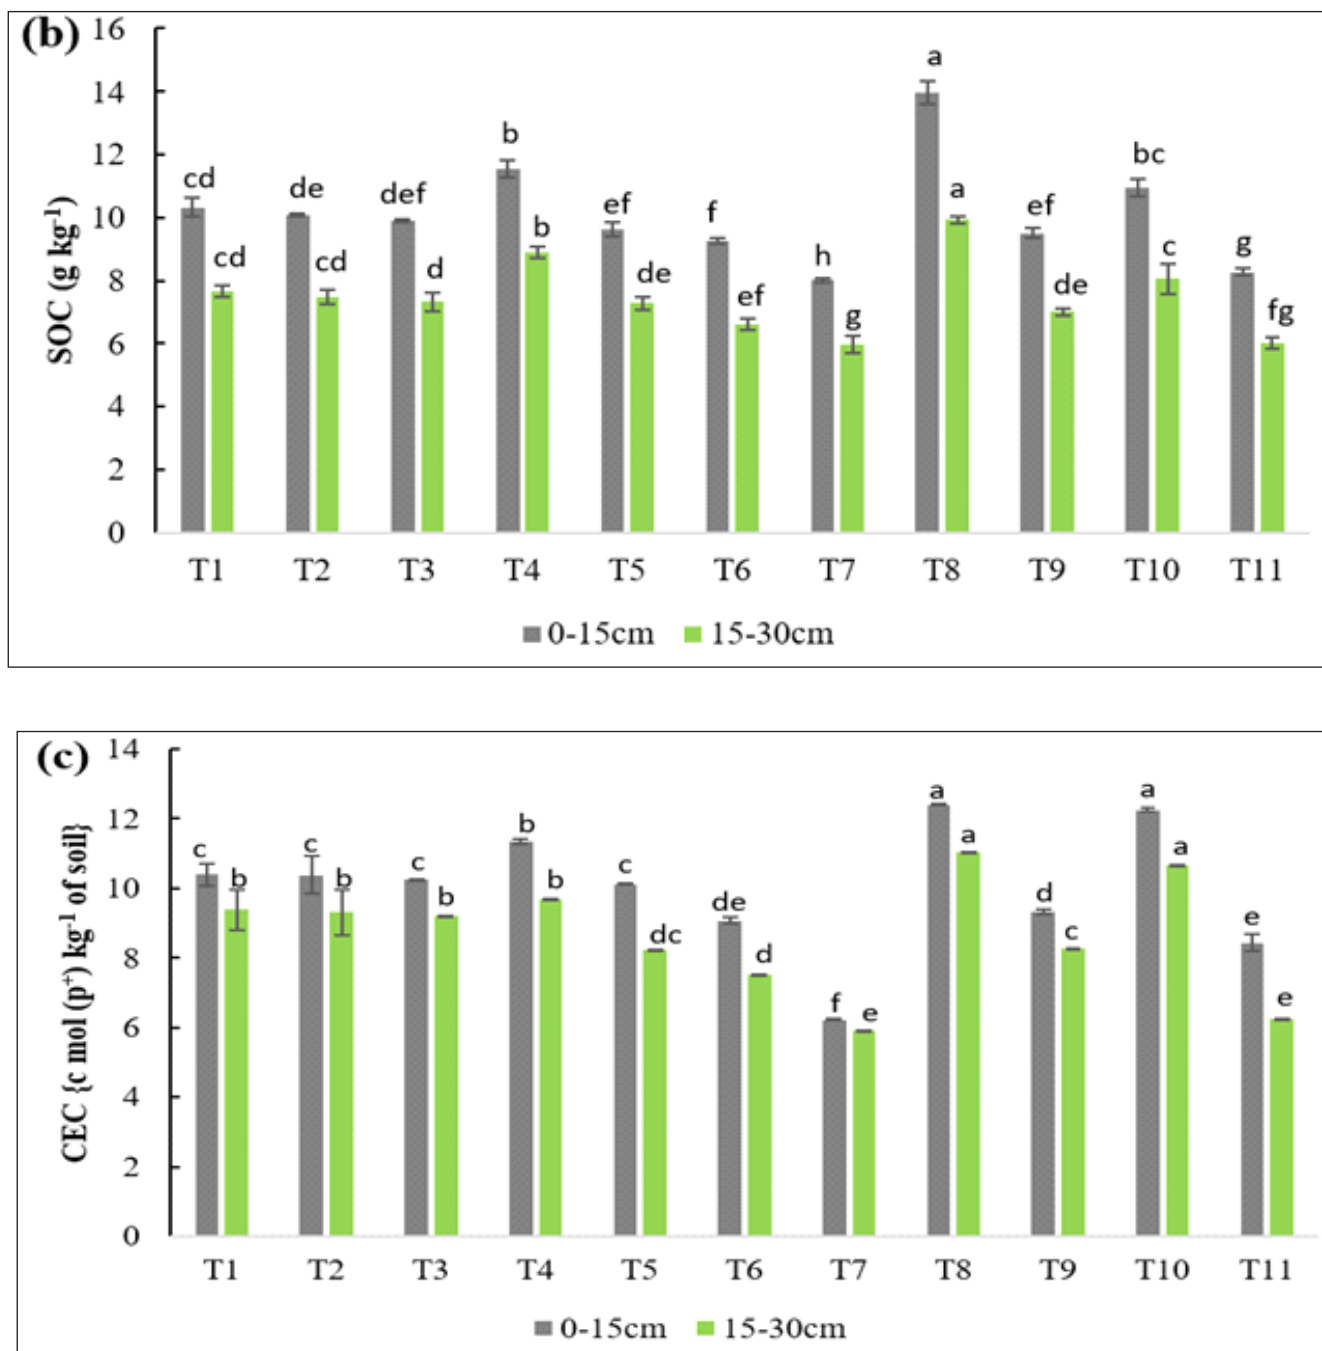 (b)
16
14
12
10
8
6
4
2
0
SOC (g kg⁻¹)
cd cd de cd def d b b ef de f ef h g a a ef de bc c g fg
T1 T2 T3 T4 T5 T6 T7 T8 T9 T10 T11
0-15cm 15-30cm
(c)
14
12
10
8
6
4
2
0
CEC {c mol (p⁺) kg⁻¹ of soil}
c b c b c b b b c dc de d f e a a d c a a e e
T1 T2 T3 T4 T5 T6 T7 T8 T9 T10 T11
0-15cm 15-30cm